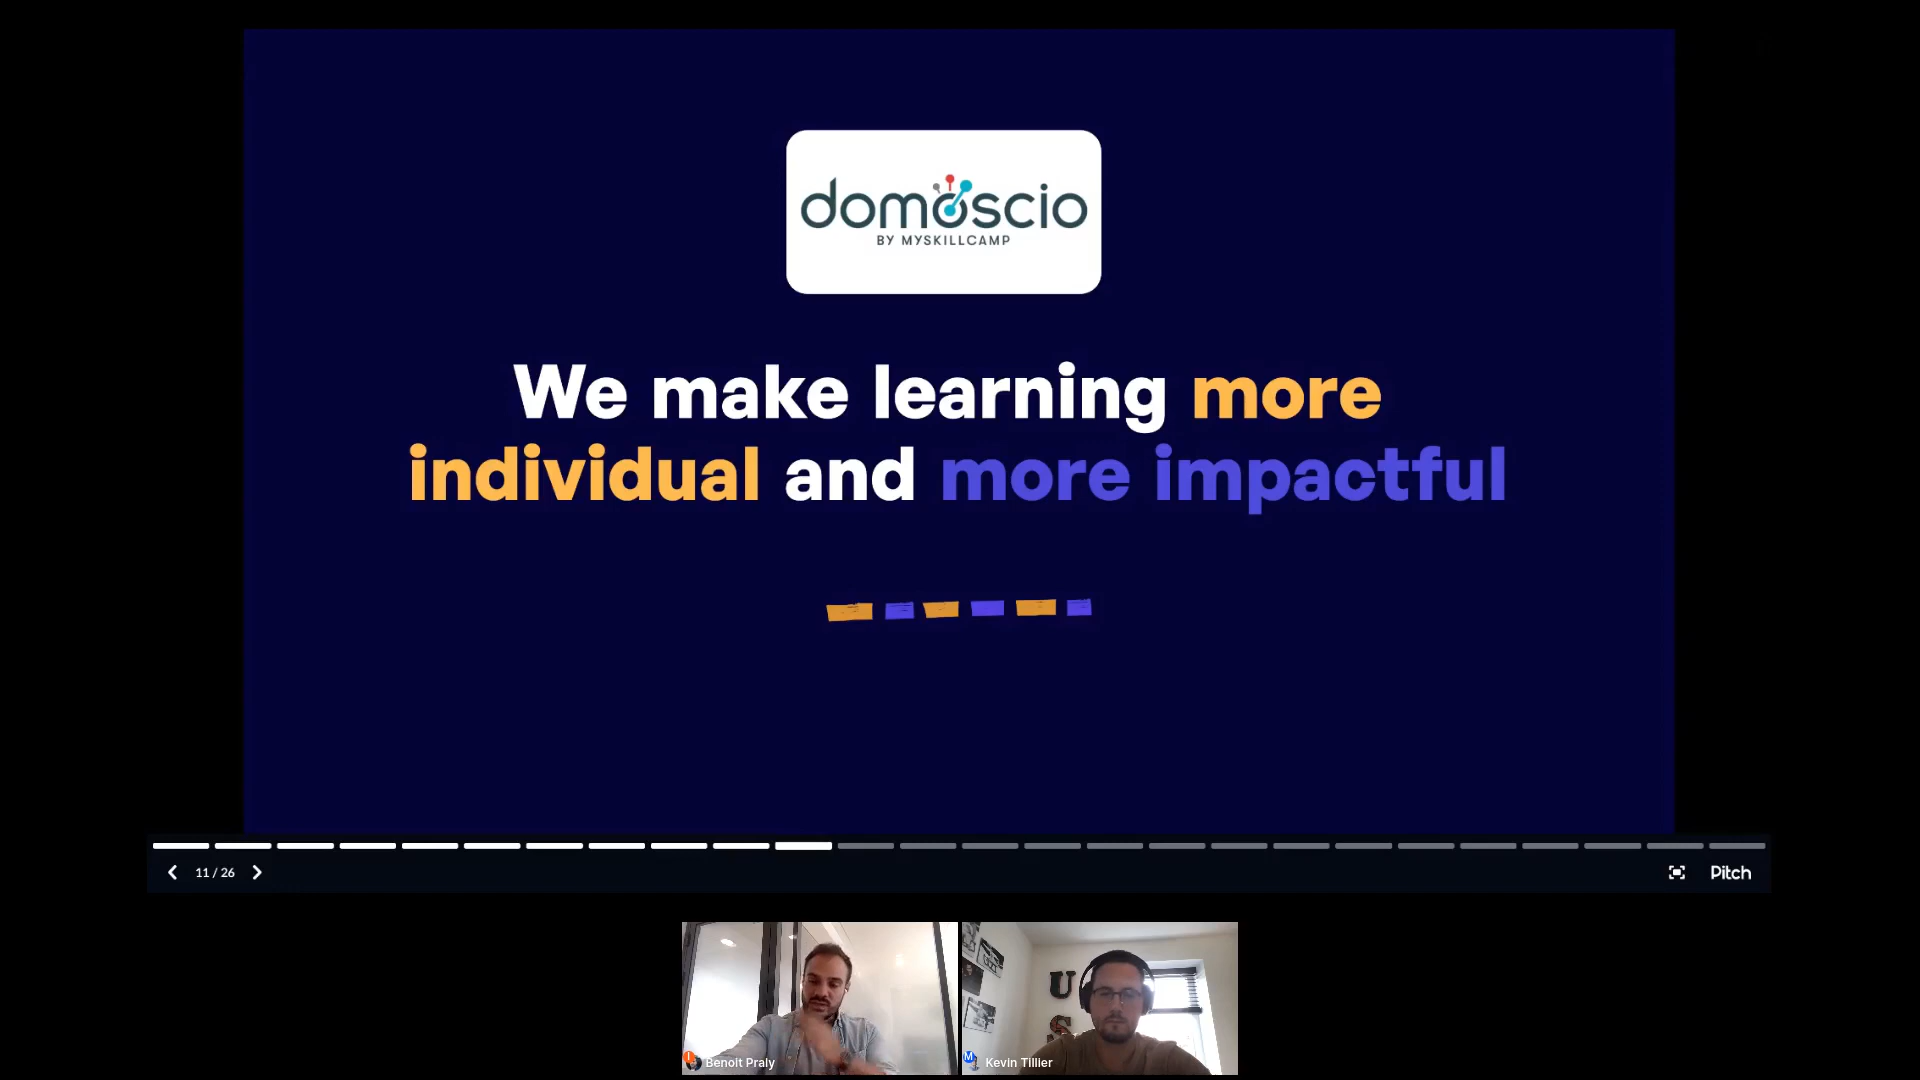 domoscio
BY MYSKILLCAMP
We make learning more
individual and more impactful
11 / 26
Pitch
Benoit Praly
Kevin Tillier
U
S